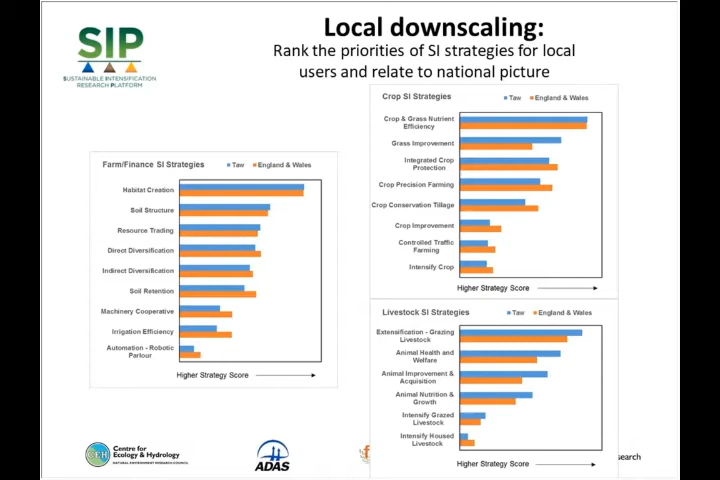 Local downscaling:
Rank the priorities of SI strategies for local
users and relate to national picture
SIP
SUSTAINABLE INTENSIFICATION
RESEARCH PLATFORM
Farm/Finance SI Strategies
Taw
England & Wales
Habitat Creation
Soil Structure
Resource Trading
Direct Diversification
Indirect Diversification
Soil Retention
Machinery Cooperative
Irrigation Efficiency
Automation - Robotic
Parlour
Higher Strategy Score
Crop SI Strategies
Taw
England & Wales
Crop & Grass Nutrient
Efficiency
Grass Improvement
Integrated Crop
Protection
Crop Precision Farming
Crop Conservation Tillage
Crop Improvement
Controlled Traffic
Farming
Intensify Crop
Higher Strategy Score
Livestock SI Strategies
Taw
England & Wales
Extensification - Grazing
Livestock
Animal Health and
Welfare
Animal Improvement &
Acquisition
Animal Nutrition &
Growth
Intensify Grazed
Livestock
Intensify Housed
Livestock
Higher Strategy Score
CEH
Centre for
Ecology & Hydrology
NATURAL ENVIRONMENT RESEARCH COUNCIL
ADAS
f
search